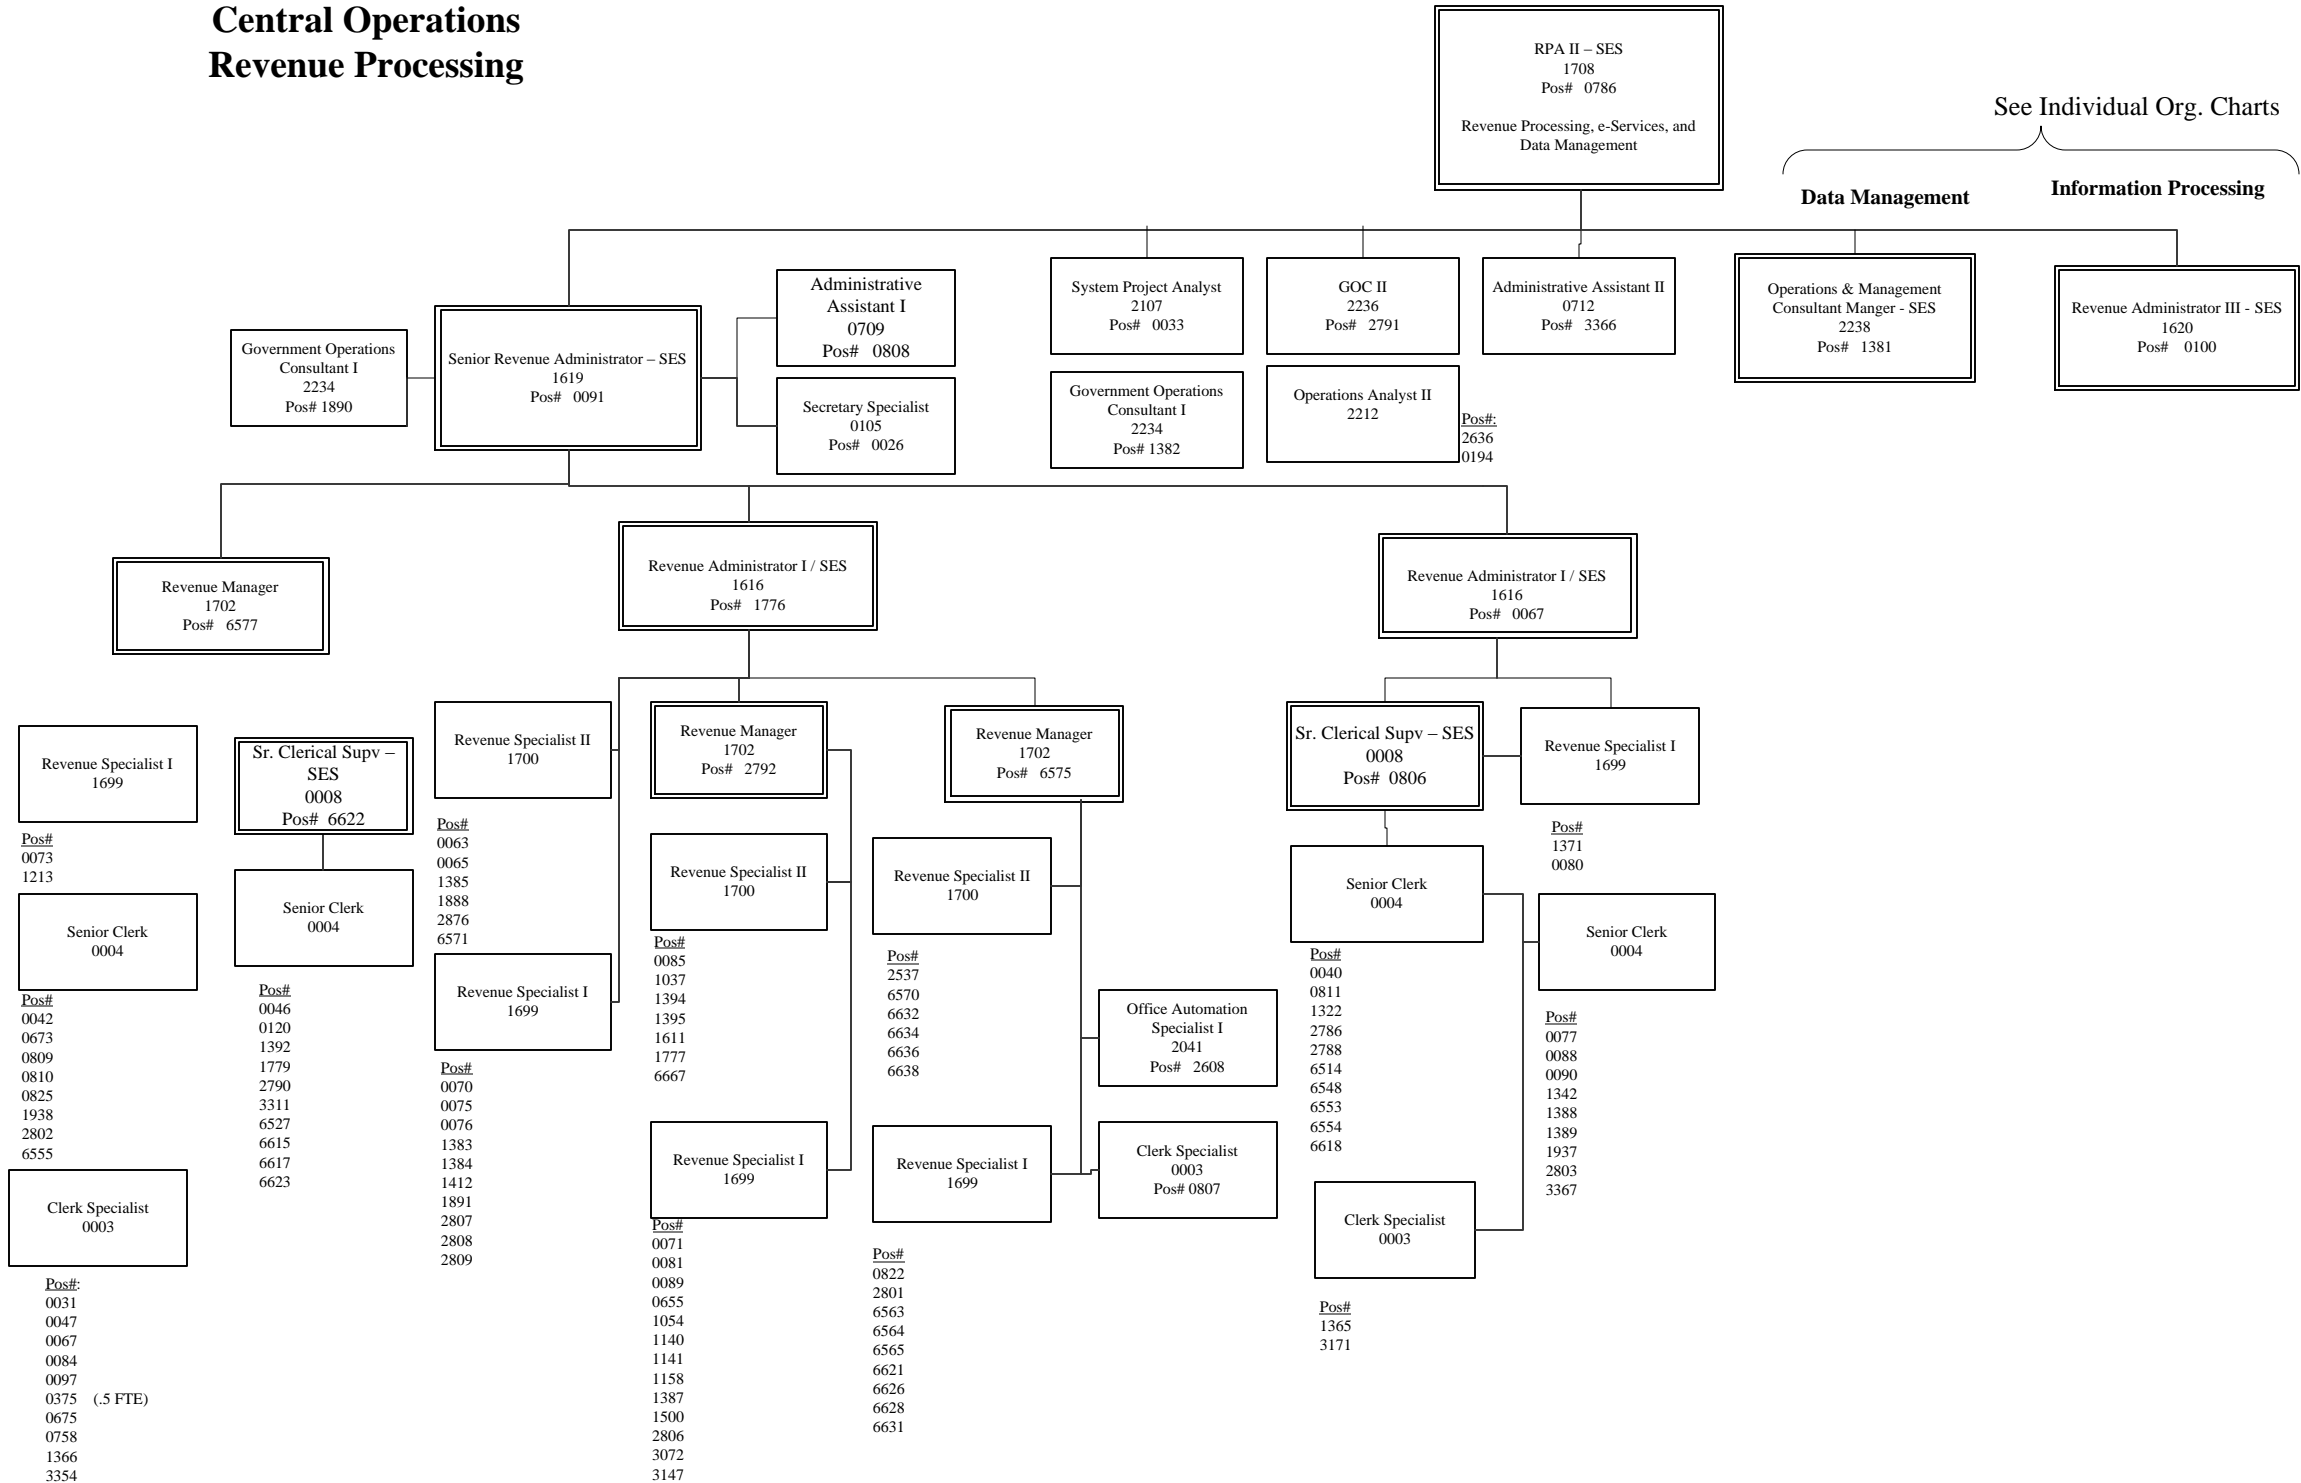 Central Operations
Revenue Processing
RPA II – SES
1708
Pos# 0786
Revenue Processing, e-Services, and
Data Management
See Individual Org. Charts
Data Management
Information Processing
Government Operations
Consultant I
2234
Pos# 1890
Senior Revenue Administrator – SES
1619
Pos# 0091
Administrative
Assistant I
0709
Pos# 0808
Secretary Specialist
0105
Pos# 0026
System Project Analyst
2107
Pos# 0033
Government Operations
Consultant I
2234
Pos# 1382
GOC II
2236
Pos# 2791
Operations Analyst II
2212
Pos#:
2636
0194
Administrative Assistant II
0712
Pos# 3366
Operations & Management
Consultant Manger - SES
2238
Pos# 1381
Revenue Administrator III - SES
1620
Pos# 0100
Revenue Manager
1702
Pos# 6577
Revenue Administrator I / SES
1616
Pos# 1776
Revenue Administrator I / SES
1616
Pos# 0067
Revenue Specialist I
1699
Pos#
0073
1213
Senior Clerk
0004
Pos#
0042
0673
0809
0810
0825
1938
2802
6555
Clerk Specialist
0003
Pos#:
0031
0047
0067
0084
0097
0375 (.5 FTE)
0675
0758
1366
3354
Sr. Clerical Supv –
SES
0008
Pos# 6622
Senior Clerk
0004
Pos#
0046
0120
1392
1779
2790
3311
6527
6615
6617
6623
Revenue Specialist II
1700
Pos#
0063
0065
1385
1888
2876
6571
Revenue Specialist I
1699
Pos#
0070
0075
0076
1383
1384
1412
1891
2807
2808
2809
Revenue Manager
1702
Pos# 2792
Revenue Specialist II
1700
Pos#
0085
1037
1394
1395
1611
1777
6667
Revenue Specialist I
1699
Pos#
0071
0081
0089
0655
1054
1140
1141
1158
1387
1500
2806
3072
3147
Revenue Manager
1702
Pos# 6575
Revenue Specialist II
1700
Pos#
2537
6570
6632
6634
6636
6638
Revenue Specialist I
1699
Pos#
0822
2801
6563
6564
6565
6621
6626
6628
6631
Office Automation
Specialist I
2041
Pos# 2608
Clerk Specialist
0003
Pos# 0807
Sr. Clerical Supv – SES
0008
Pos# 0806
Senior Clerk
0004
Pos#
0040
0811
1322
2786
2788
6514
6548
6553
6554
6618
Clerk Specialist
0003
Pos#
1365
3171
Revenue Specialist I
1699
Pos#
1371
0080
Senior Clerk
0004
Pos#
0077
0088
0090
1342
1388
1389
1937
2803
3367